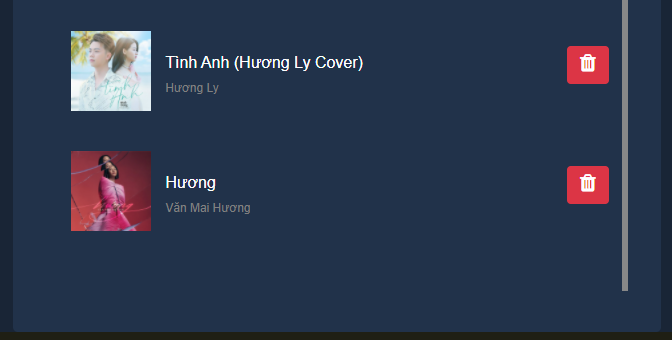 Tình Anh (Hương Ly Cover)
Hương Ly
Hương
Văn Mai Hương